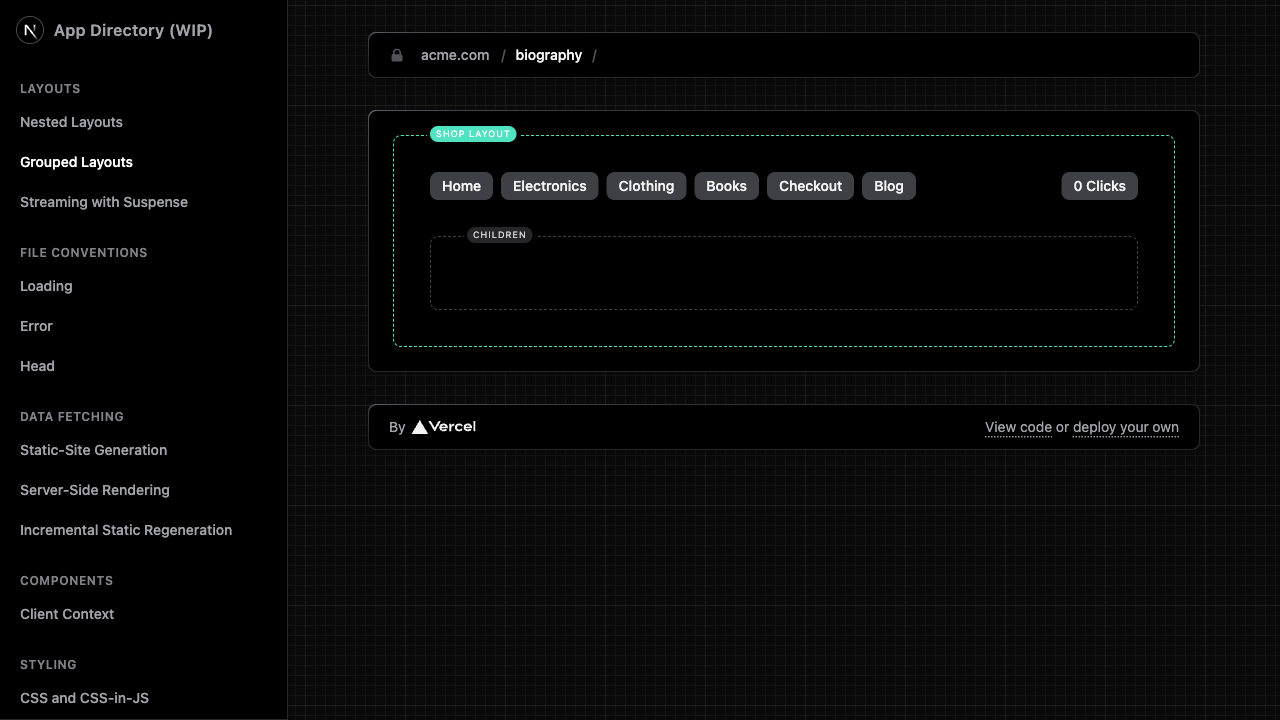 N App Directory (WIP)
LAYOUTS
Nested Layouts
Grouped Layouts
Streaming with Suspense
FILE CONVENTIONS
Loading
Error
Head
DATA FETCHING
Static-Site Generation
Server-Side Rendering
Incremental Static Regeneration
COMPONENTS
Client Context
STYLING
CSS and CSS-in-JS
acme.com / biography /
SHOP LAYOUT
Home Electronics Clothing Books Checkout Blog 0 Clicks
CHILDREN
By Vercel View code or deploy your own